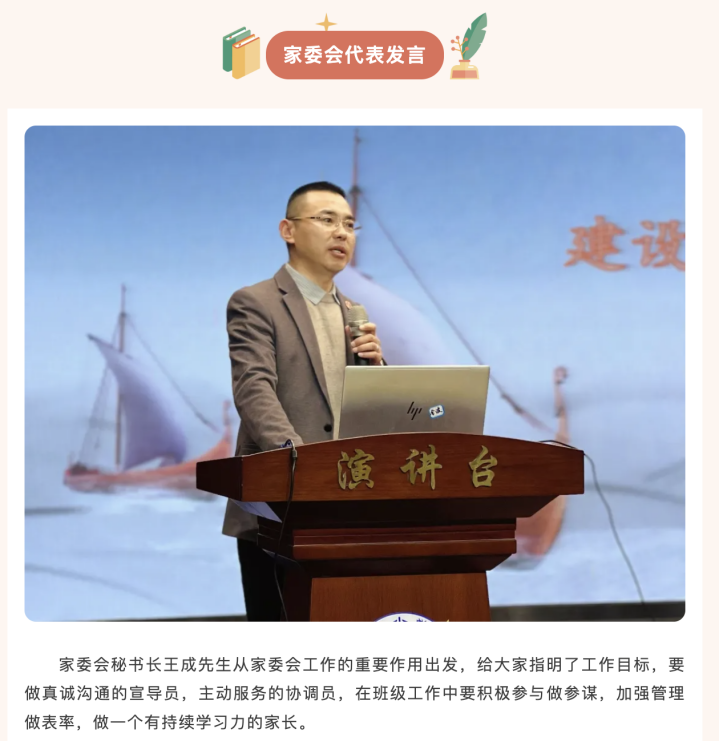 家委会代表发言
建设
hp
演讲台
家委会秘书长王成先生从家委会工作的重要作用出发，给大家指明了工作目标，要
做真诚沟通的宣导员，主动服务的协调员，在班级工作中要积极参与做参谋，加强管理
做表率，做一个有持续学习力的家长。